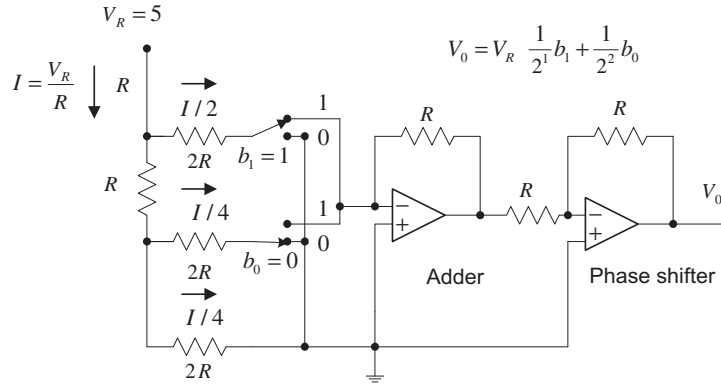 V_R = 5
V_0 = V_R 1/2^1 b_1 + 1/2^2 b_0
I = V_R/R
R
I / 2
1
0
R
R
2R
b_1 = 1
R
I / 4
1
0
R
V_0
−
+
−
+
2R
b_0 = 0
Adder
Phase shifter
I / 4
2R